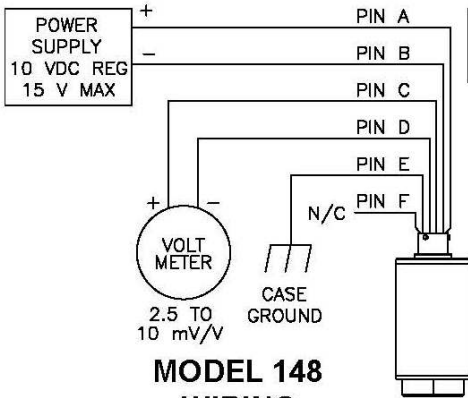 POWER
SUPPLY
10 VDC REG
15 V MAX
+
−
PIN A
PIN B
PIN C
PIN D
PIN E
PIN F
N/C
+
−
VOLT
METER
2.5 TO
10 mV/V
CASE
GROUND
MODEL 148
WIRING